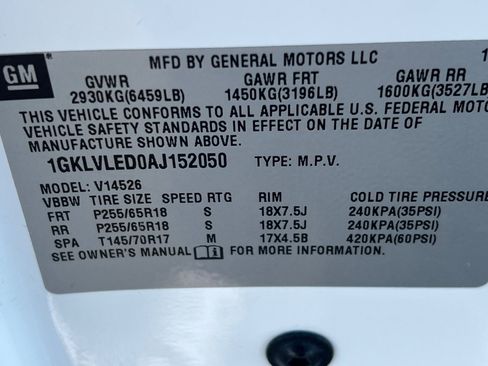 GM
MFD BY GENERAL MOTORS LLC 1
GVWR GAWR FRT GAWR RR
2930KG(6459LB) 1450KG(3196LB) 1600KG(3527LB
THIS VEHICLE CONFORMS TO ALL APPLICABLE U.S. FEDERAL MOTO
VEHICLE SAFETY STANDARDS IN EFFECT ON THE DATE OF
MANUFACTURE SHOWN ABOVE.
1GKLVLED0AJ152050 TYPE: M.P.V.
MODEL: V14526
VBBW TIRE SIZE SPEED RTG RIM COLD TIRE PRESSUR
FRT P255/65R18 S 18X7.5J 240KPA(35PSI)
RR P255/65R18 S 18X7.5J 240KPA(35PSI)
SPA T145/70R17 M 17X4.5B 420KPA(60PSI)
SEE OWNER'S MANUAL FOR MORE INFORMATION.